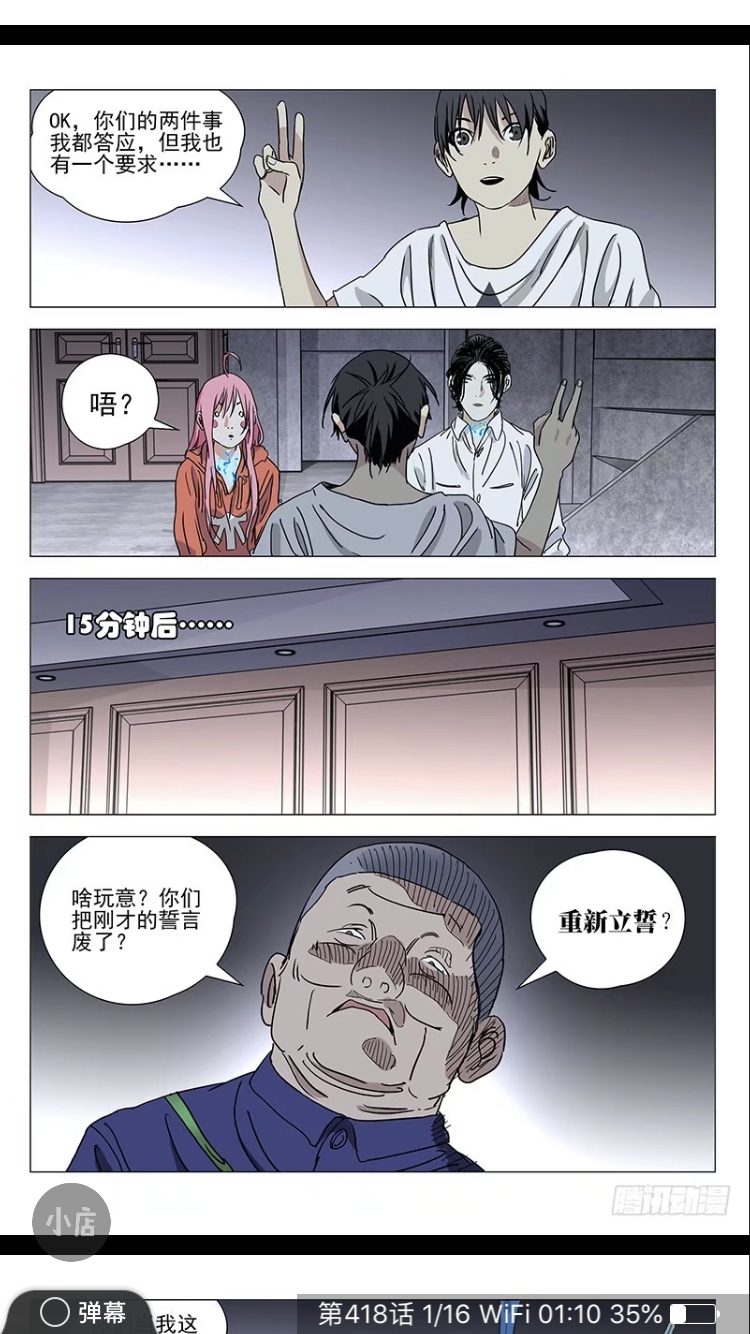 OK，你们的两件事
我都答应，但我也
有一个要求……
唔？
15分钟后……
啥玩意？你们
把刚才的誓言
废了？
重新立誓？
腾讯动漫
小店
弹幕
我这
第418话 1/16 WiFi 01:10 35%